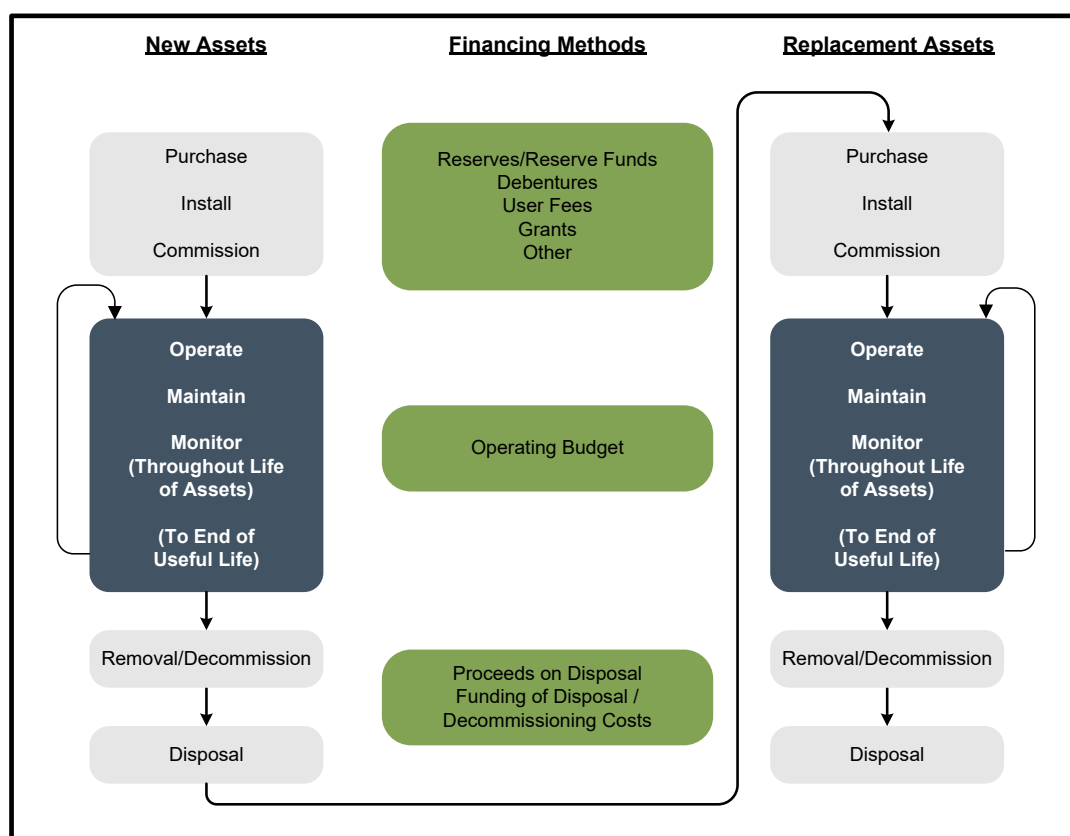 New Assets
Financing Methods
Replacement Assets
Purchase
Install
Commission
Operate
Maintain
Monitor
(Throughout Life
of Assets)
(To End of
Useful Life)
Removal/Decommission
Disposal
Reserves/Reserve Funds
Debentures
User Fees
Grants
Other
Operating Budget
Proceeds on Disposal
Funding of Disposal /
Decommissioning Costs
Purchase
Install
Commission
Operate
Maintain
Monitor
(Throughout Life
of Assets)
(To End of
Useful Life)
Removal/Decommission
Disposal